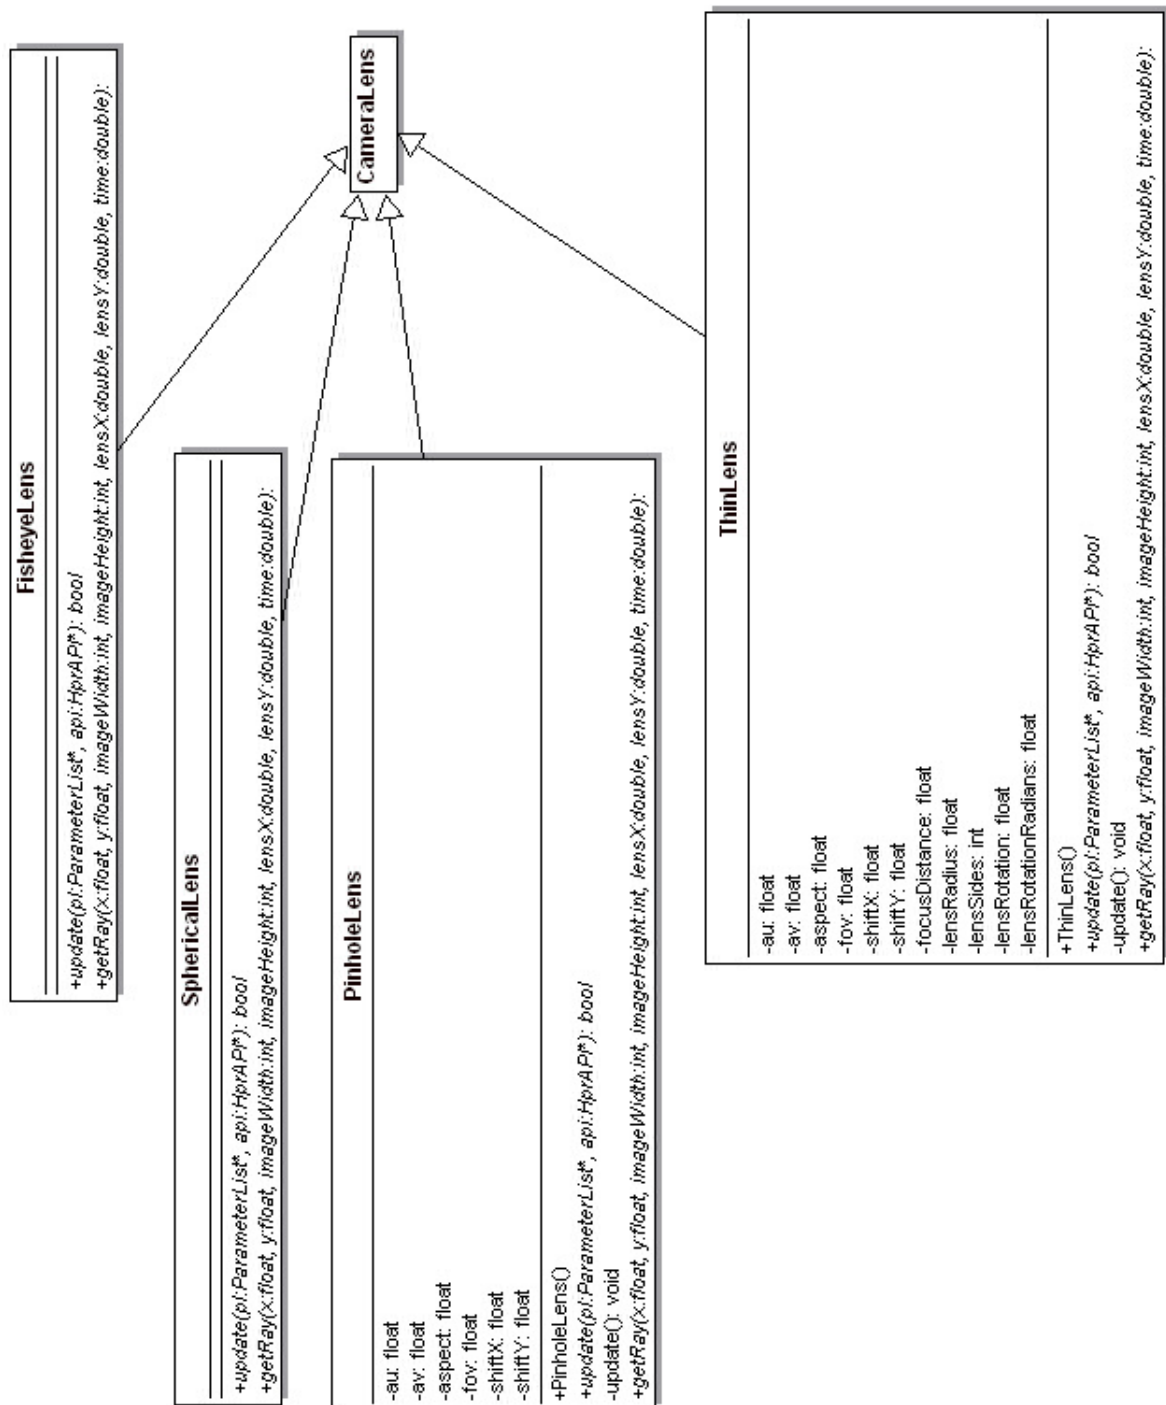 FisheyeLens
+update(pl:ParameterList*, api:HprAPI*): bool
+getRay(x:float, y:float, imageWidth:int, imageHeight:int, lensX:double, lensY:double, time:double):
SphericalLens
+update(pl:ParameterList*, api:HprAPI*): bool
+getRay(x:float, y:float, imageWidth:int, imageHeight:int, lensX:double, lensY:double, time:double):
CameraLens
PinholeLens
-au: float
-av: float
-aspect: float
-fov: float
-shiftX: float
-shiftY: float
+PinholeLens()
+update(pl:ParameterList*, api:HprAPI*): bool
-update(): void
+getRay(x:float, y:float, imageWidth:int, imageHeight:int, lensX:double, lensY:double, time:double):
ThinLens
-au: float
-av: float
-aspect: float
-fov: float
-shiftX: float
-shiftY: float
-focusDistance: float
-lensRadius: float
-lensSides: int
-lensRotation: float
-lensRotationRadians: float
+ThinLens()
+update(pl:ParameterList*, api:HprAPI*): bool
-update(): void
+getRay(x:float, y:float, imageWidth:int, imageHeight:int, lensX:double, lensY:double, time:double):